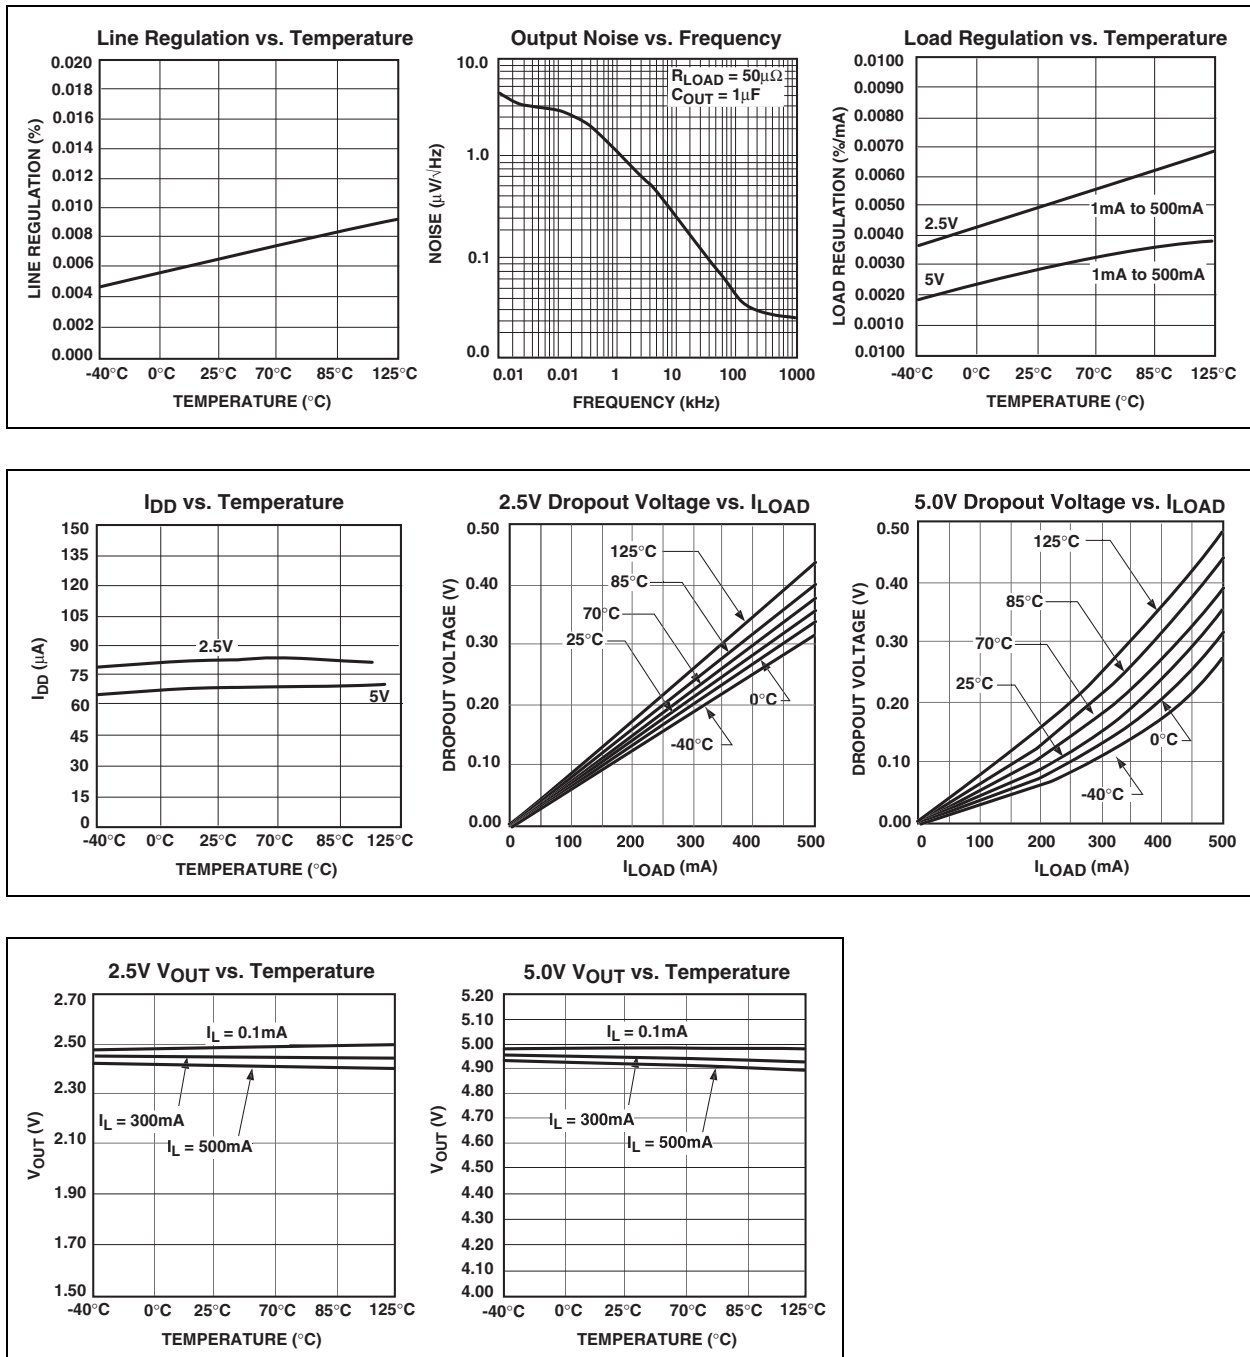 Line Regulation vs. Temperature
LINE REGULATION (%)
0.020
0.018
0.016
0.014
0.012
0.010
0.008
0.006
0.004
0.002
0.000
-40°C 0°C 25°C 70°C 85°C 125°C
TEMPERATURE (°C)
Output Noise vs. Frequency
NOISE (μV/√Hz)
10.0
1.0
0.1
0.0
RLOAD = 50μΩ
COUT = 1μF
0.01 0.01 1 10 100 1000
FREQUENCY (kHz)
Load Regulation vs. Temperature
LOAD REGULATION (%/mA)
0.0100
0.0090
0.0080
0.0070
0.0060
0.0050
0.0040
0.0030
0.0020
0.0010
0.0100
2.5V
1mA to 500mA
5V
1mA to 500mA
-40°C 0°C 25°C 70°C 85°C 125°C
TEMPERATURE (°C)
IDD vs. Temperature
IDD (μA)
150
135
120
105
90
75
60
45
30
15
0
2.5V
5V
-40°C 0°C 25°C 70°C 85°C 125°C
TEMPERATURE (°C)
2.5V Dropout Voltage vs. ILOAD
DROPOUT VOLTAGE (V)
0.50
0.40
0.30
0.20
0.10
0.00
125°C
85°C
70°C
25°C
0°C
-40°C
0 100 200 300 400 500
ILOAD (mA)
5.0V Dropout Voltage vs. ILOAD
DROPOUT VOLTAGE (V)
0.50
0.40
0.30
0.20
0.10
0.00
125°C
85°C
70°C
25°C
0°C
-40°C
0 100 200 300 400 500
ILOAD (mA)
2.5V VOUT vs. Temperature
VOUT (V)
2.70
2.50
2.30
2.10
1.90
1.70
1.50
IL = 0.1mA
IL = 300mA
IL = 500mA
-40°C 0°C 25°C 70°C 85°C 125°C
TEMPERATURE (°C)
5.0V VOUT vs. Temperature
VOUT (V)
5.20
5.10
5.00
4.90
4.80
4.70
4.60
4.50
4.40
4.30
4.20
4.10
4.00
IL = 0.1mA
IL = 300mA
IL = 500mA
-40°C 0°C 25°C 70°C 85°C 125°C
TEMPERATURE (°C)